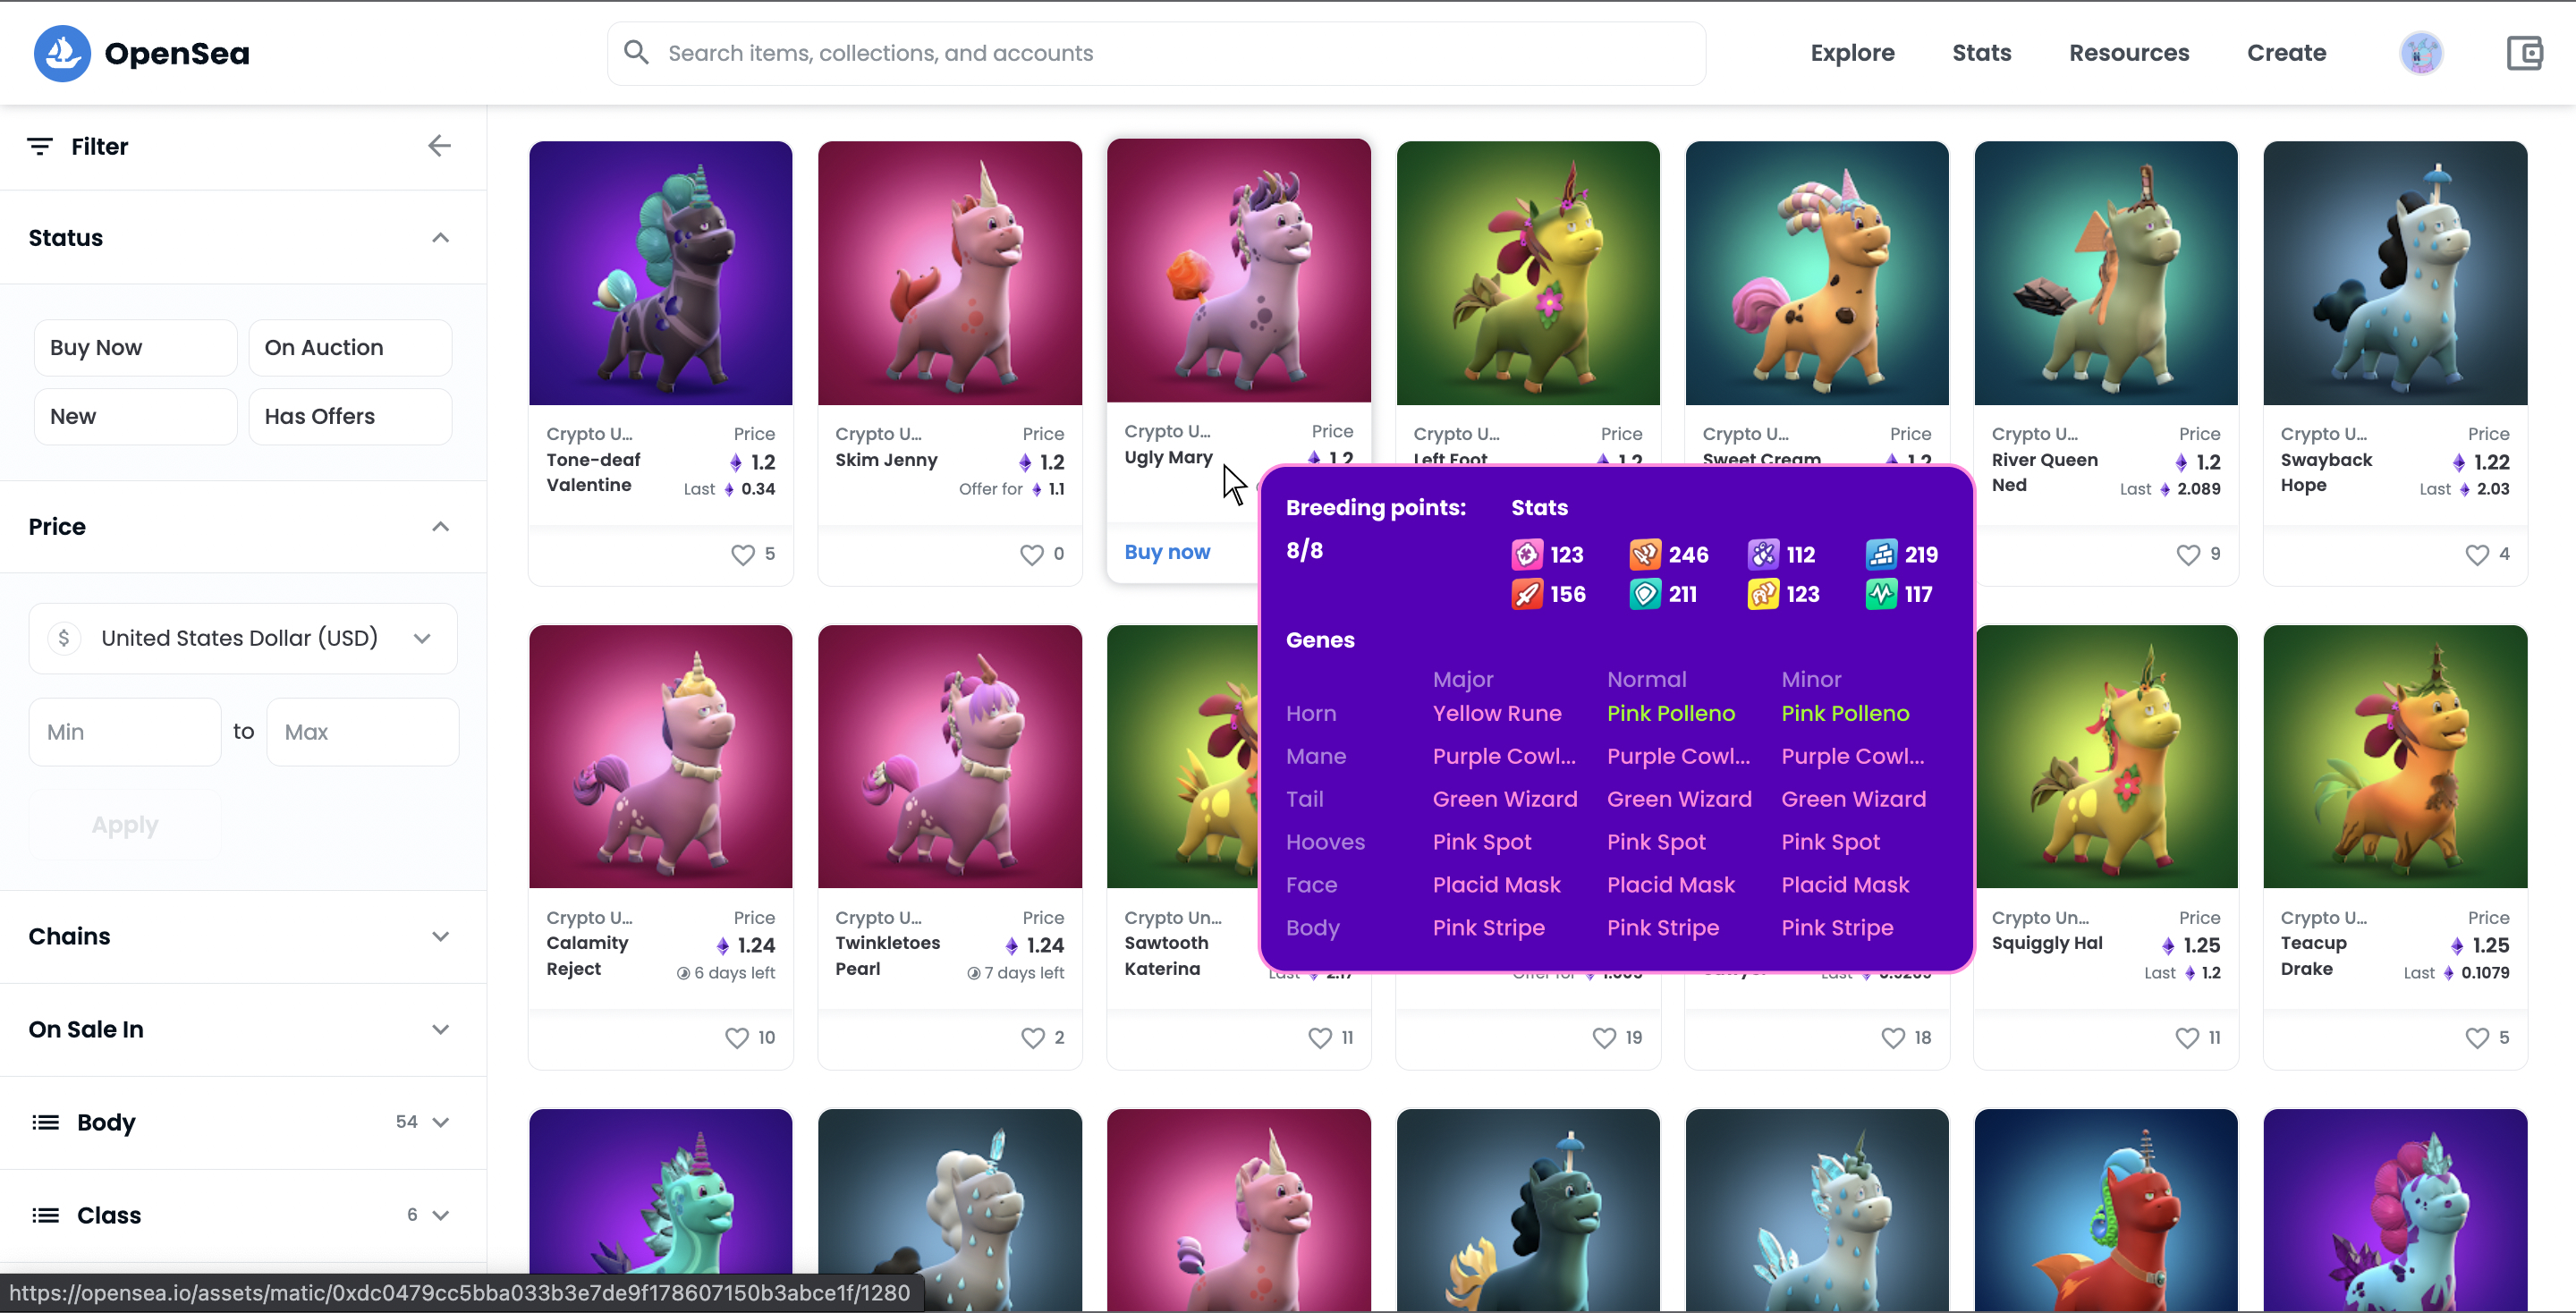 OpenSea
Search items, collections, and accounts
Explore
Stats
Resources
Create
Filter
Status
Buy Now
On Auction
New
Has Offers
Price
$ United States Dollar (USD)
Min
to
Max
Apply
Chains
On Sale In
Body
54
Class
6
https://opensea.io/assets/matic/0xdc0479cc5bba033b3e7de9f178607150b3abce1f/1280
Crypto U... Price
Tone-deaf 1.2
Valentine Last 0.34
5
Crypto U... Price
Skim Jenny 1.2
Offer for 1.1
0
Crypto U... Price
Ugly Mary 1.2
Buy now
Crypto U... Price
Left Foot 1.2
Crypto U... Price
Sweet Cream 1.2
Crypto U... Price
River Queen 1.2
Ned Last 2.089
9
Crypto U... Price
Swayback 1.22
Hope Last 2.03
4
Breeding points:
8/8
Stats
123 246 112 219
156 211 123 117
Genes
Major Normal Minor
Horn Yellow Rune Pink Polleno Pink Polleno
Mane Purple Cowl... Purple Cowl... Purple Cowl...
Tail Green Wizard Green Wizard Green Wizard
Hooves Pink Spot Pink Spot Pink Spot
Face Placid Mask Placid Mask Placid Mask
Body Pink Stripe Pink Stripe Pink Stripe
Crypto U... Price
Calamity 1.24
Reject 6 days left
10
Crypto U... Price
Twinkletoes 1.24
Pearl 7 days left
2
Crypto Un...
Sawtooth
Katerina Last 2.17
11
Offer for
19
Last
18
Crypto Un... Price
Squiggly Hal 1.25
Last 1.2
11
Crypto U... Price
Teacup 1.25
Drake Last 0.1079
5